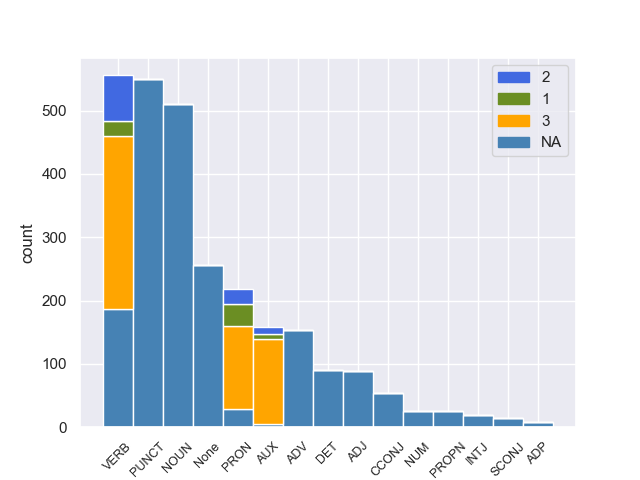 2
1
3
NA
500
400
300
200
100
0
count
VERB
PUNCT
NOUN
None
PRON
AUX
ADV
DET
ADJ
CCONJ
NUM
PROPN
INTJ
SCONJ
ADP